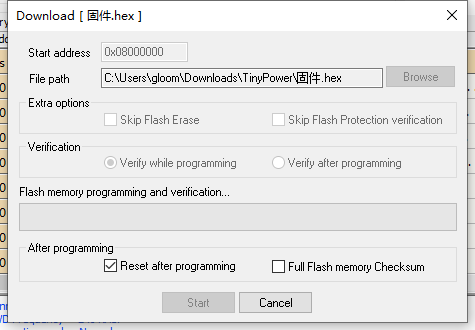 Download [ 固件.hex ]
Start address 0x08000000
File path C:\Users\gloom\Downloads\TinyPower\固件.hex Browse
Extra options
Skip Flash Erase Skip Flash Protection verification
Verification
Verify while programming Verify after programming
Flash memory programming and verification...
After programming
Reset after programming Full Flash memory Checksum
Start Cancel